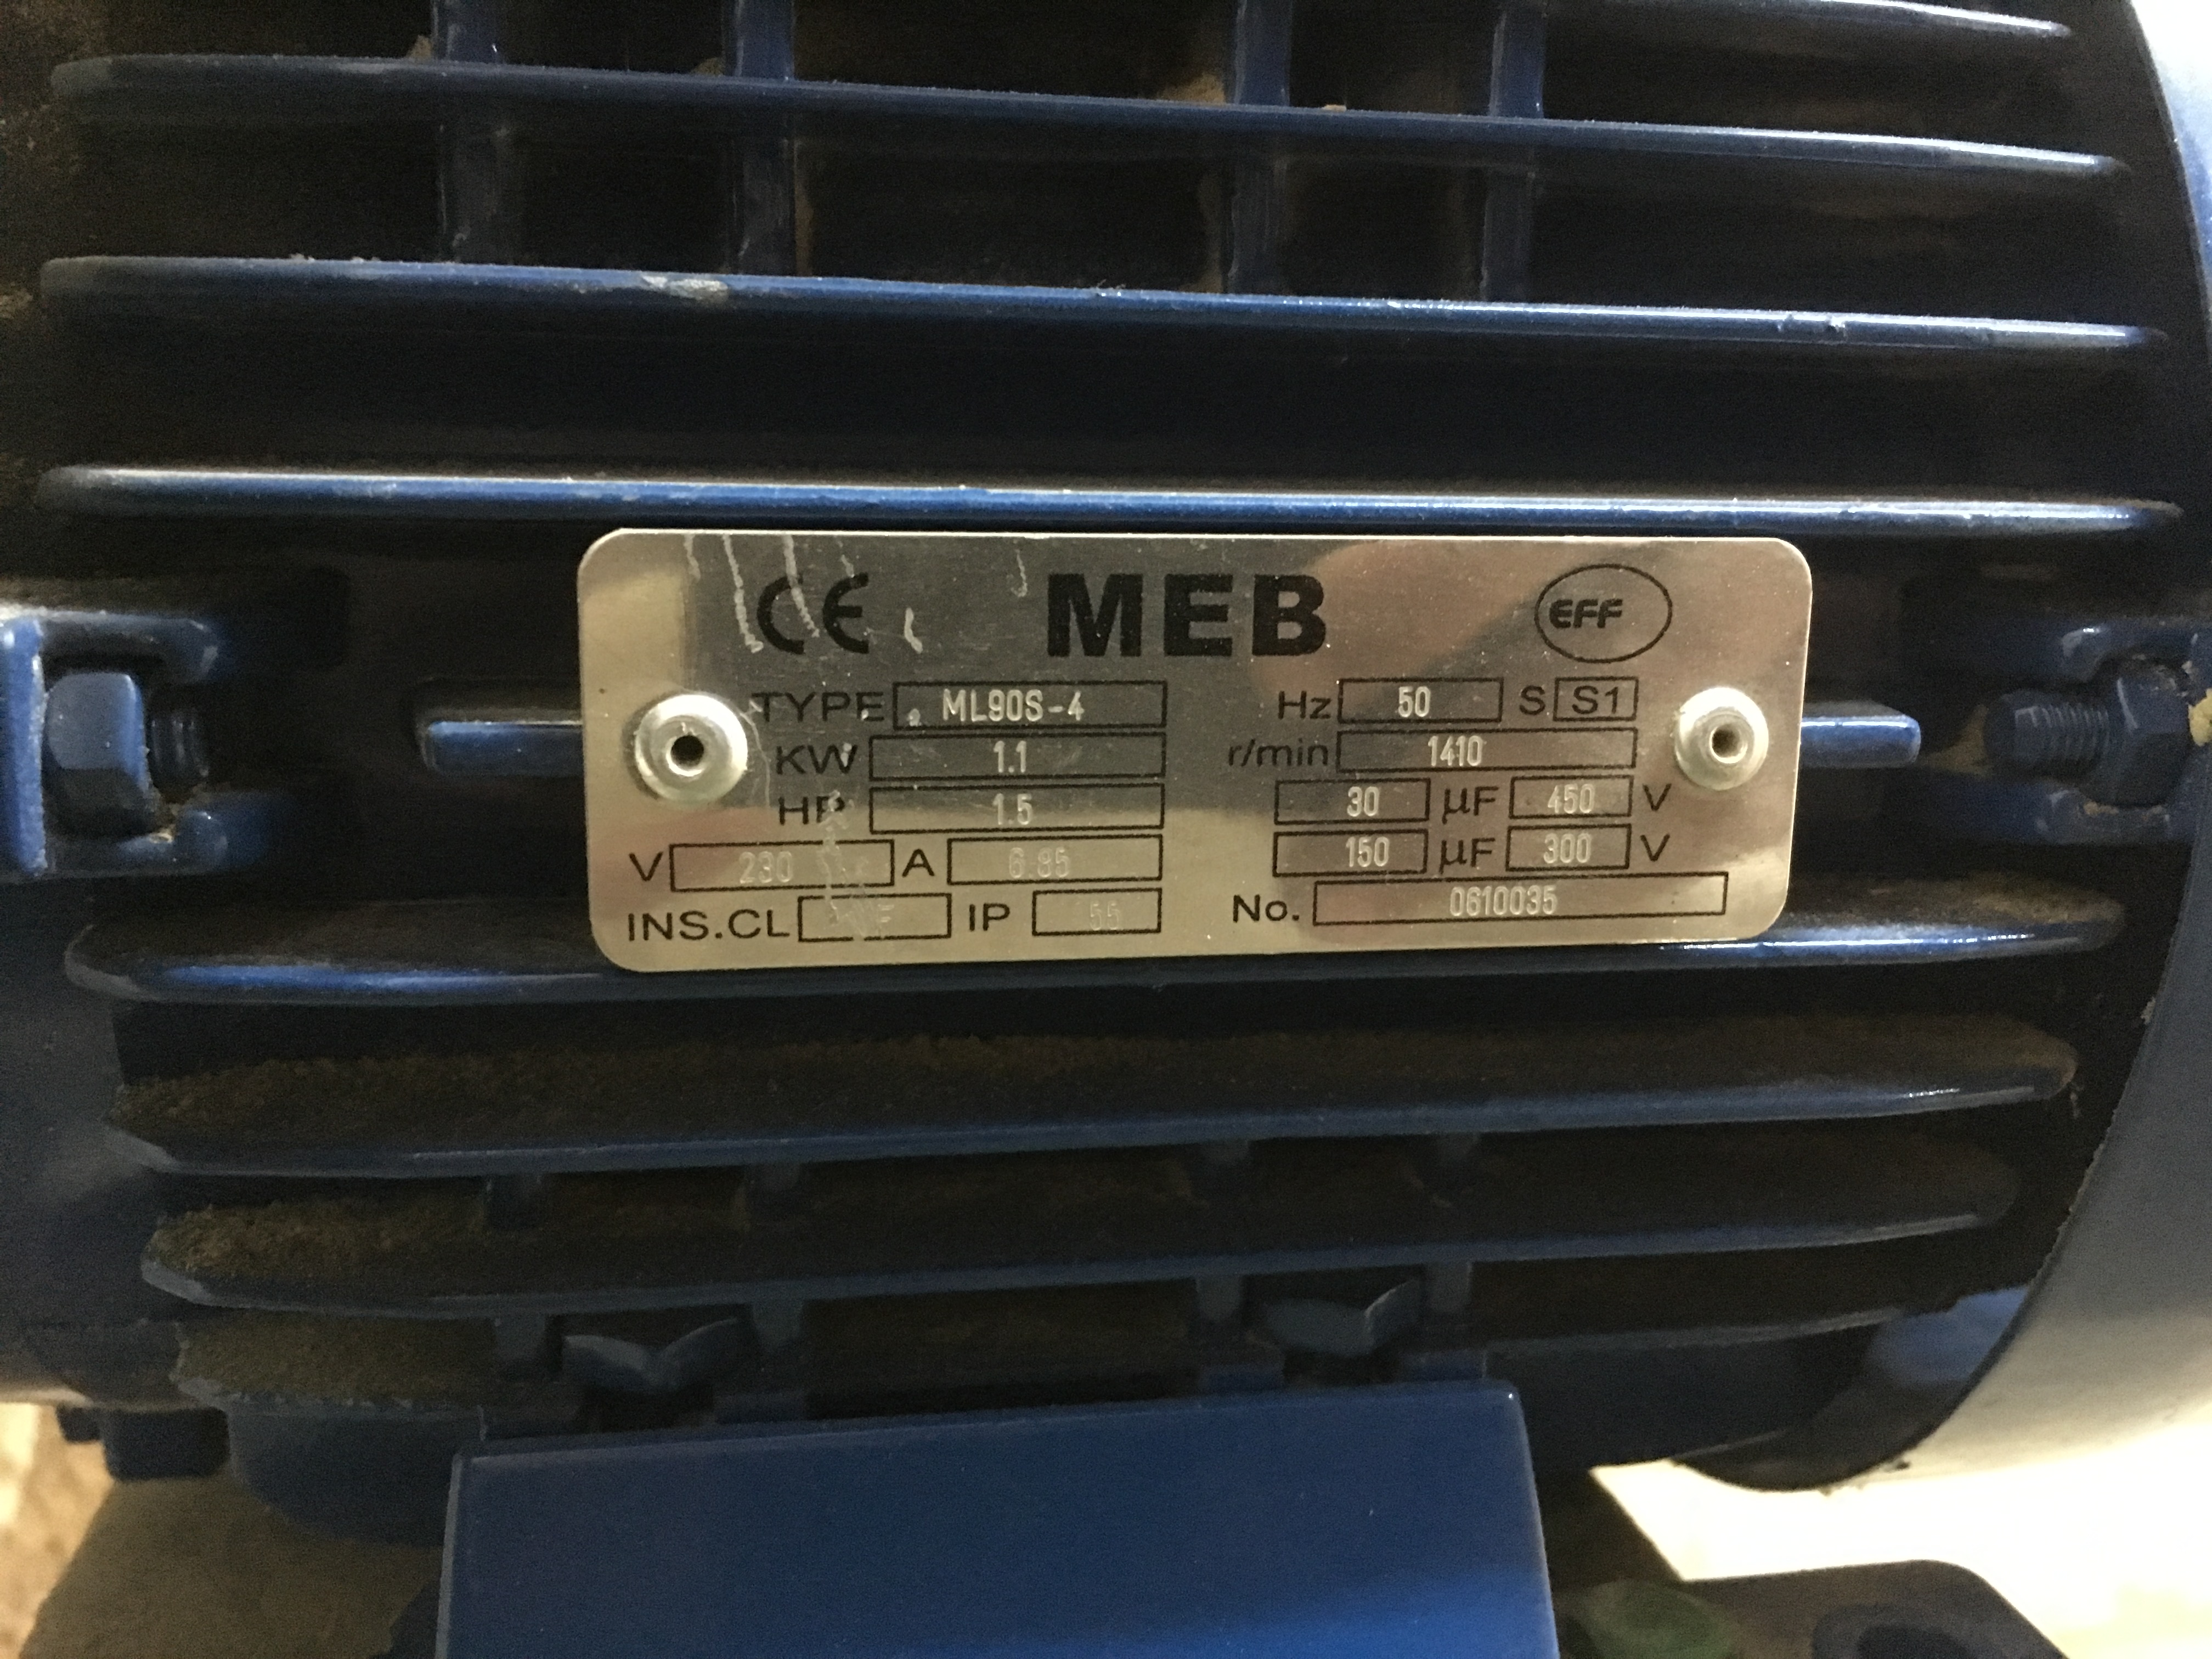 CE MEB EFF
TYPE ML90S-4 Hz 50 S S1
KW 1.1 r/min 1410
HP 1.5 30 µF 450 V
V 230 A 6.85 150 µF 300 V
INS.CL F IP 55 No. 0610035